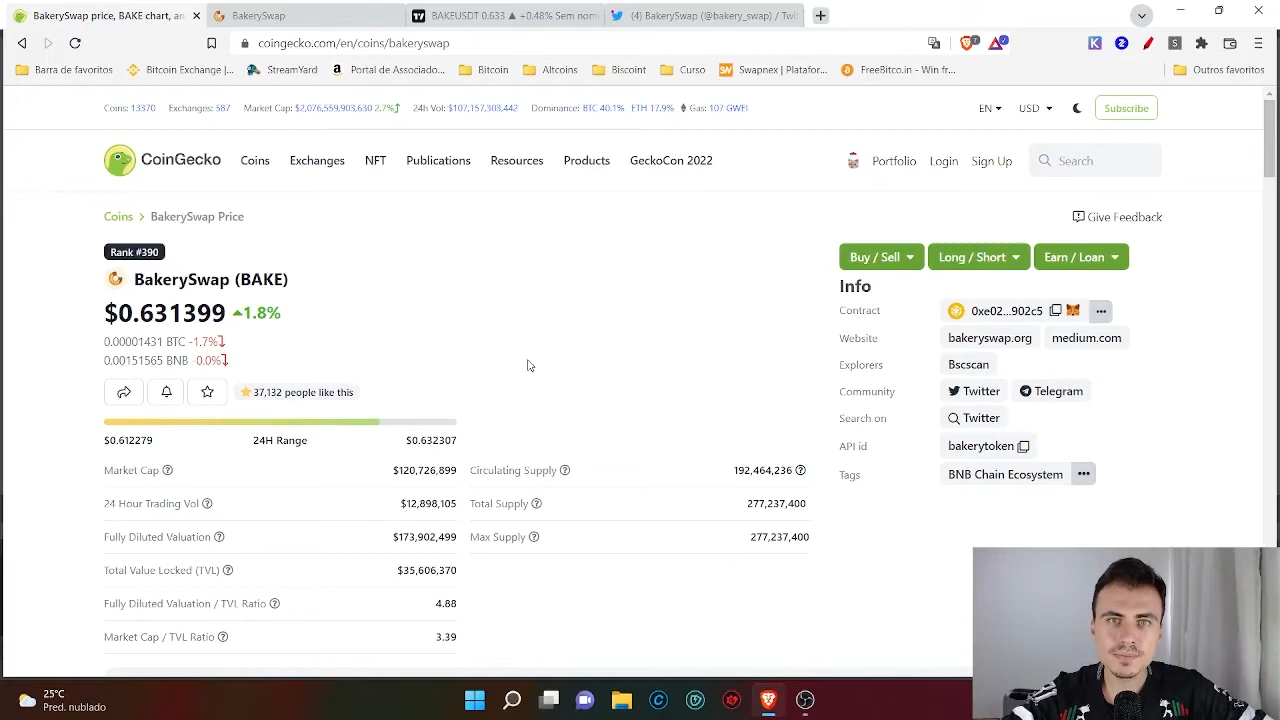 BakerySwap price, BAKE chart, an
BakerySwap
BAKEUSDT 0.633 ▲ +0.48% Sem nom
(4) BakerySwap (@bakery_swap) / Twit
coingecko.com/en/coins/bakeryswap
Barra de favoritos
Bitcoin Exchange |...
StreamYard
Portal de Associado...
Bitcoin
Altcoins
Biscoint
Curso
Swapnex | Platafor...
FreeBitco.in - Win fr...
Outros favoritos
Coins: 13370 Exchanges: 587 Market Cap: $2,076,559,903,630 2.7% 24h Vol: $107,157,303,442 Dominance: BTC 40.1% ETH 17.9% Gas: 107 GWEI
EN USD Subscribe
CoinGecko Coins Exchanges NFT Publications Resources Products GeckoCon 2022 Portfolio Login Sign Up Search
Coins > BakerySwap Price
Give Feedback
Rank #390
BakerySwap (BAKE)
$0.631399 1.8%
0.00001431 BTC -1.7%
0.00151565 BNB -0.0%
37,132 people like this
$0.612279 24H Range $0.632307
Market Cap $120,726,899
24 Hour Trading Vol $12,898,105
Fully Diluted Valuation $173,902,499
Total Value Locked (TVL) $35,606,370
Fully Diluted Valuation / TVL Ratio 4.88
Market Cap / TVL Ratio 3.39
Circulating Supply 192,464,236
Total Supply 277,237,400
Max Supply 277,237,400
Buy / Sell Long / Short Earn / Loan
Info
Contract 0xe02...902c5
Website bakeryswap.org medium.com
Explorers Bscscan
Community Twitter Telegram
Search on Twitter
API id bakerytoken
Tags BNB Chain Ecosystem
25°C
Pred. nublado